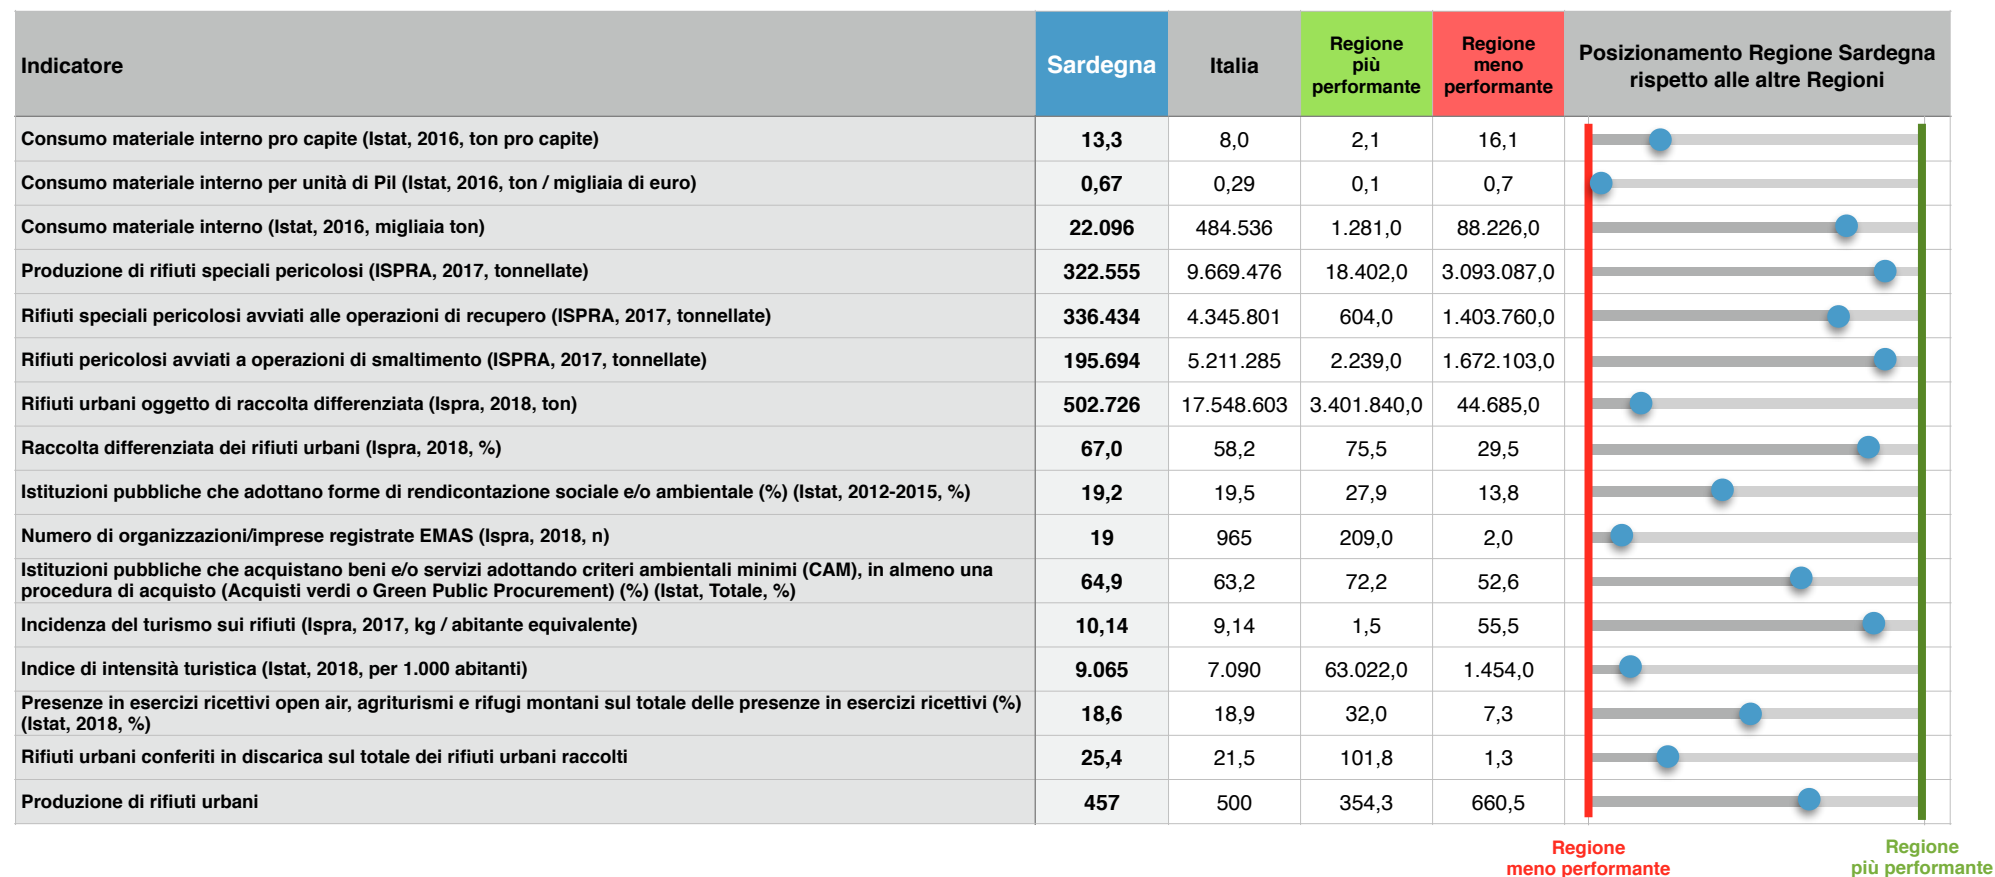 Indicatore Sardegna Italia Regione più performante Regione meno performante Posizionamento Regione Sardegna rispetto alle altre Regioni
Consumo materiale interno pro capite (Istat, 2016, ton pro capite) 13,3 8,0 2,1 16,1
Consumo materiale interno per unità di Pil (Istat, 2016, ton / migliaia di euro) 0,67 0,29 0,1 0,7
Consumo materiale interno (Istat, 2016, migliaia ton) 22.096 484.536 1.281,0 88.226,0
Produzione di rifiuti speciali pericolosi (ISPRA, 2017, tonnellate) 322.555 9.669.476 18.402,0 3.093.087,0
Rifiuti speciali pericolosi avviati alle operazioni di recupero (ISPRA, 2017, tonnellate) 336.434 4.345.801 604,0 1.403.760,0
Rifiuti pericolosi avviati a operazioni di smaltimento (ISPRA, 2017, tonnellate) 195.694 5.211.285 2.239,0 1.672.103,0
Rifiuti urbani oggetto di raccolta differenziata (Ispra, 2018, ton) 502.726 17.548.603 3.401.840,0 44.685,0
Raccolta differenziata dei rifiuti urbani (Ispra, 2018, %) 67,0 58,2 75,5 29,5
Istituzioni pubbliche che adottano forme di rendicontazione sociale e/o ambientale (%) (Istat, 2012-2015, %) 19,2 19,5 27,9 13,8
Numero di organizzazioni/imprese registrate EMAS (Ispra, 2018, n) 19 965 209,0 2,0
Istituzioni pubbliche che acquistano beni e/o servizi adottando criteri ambientali minimi (CAM), in almeno una
procedura di acquisto (Acquisti verdi o Green Public Procurement) (%) (Istat, Totale, %) 64,9 63,2 72,2 52,6
Incidenza del turismo sui rifiuti (Ispra, 2017, kg / abitante equivalente) 10,14 9,14 1,5 55,5
Indice di intensità turistica (Istat, 2018, per 1.000 abitanti) 9.065 7.090 63.022,0 1.454,0
Presenze in esercizi ricettivi open air, agriturismi e rifugi montani sul totale delle presenze in esercizi ricettivi (%)
(Istat, 2018, %) 18,6 18,9 32,0 7,3
Rifiuti urbani conferiti in discarica sul totale dei rifiuti urbani raccolti 25,4 21,5 101,8 1,3
Produzione di rifiuti urbani 457 500 354,3 660,5
Regione
meno performante
Regione
più performante